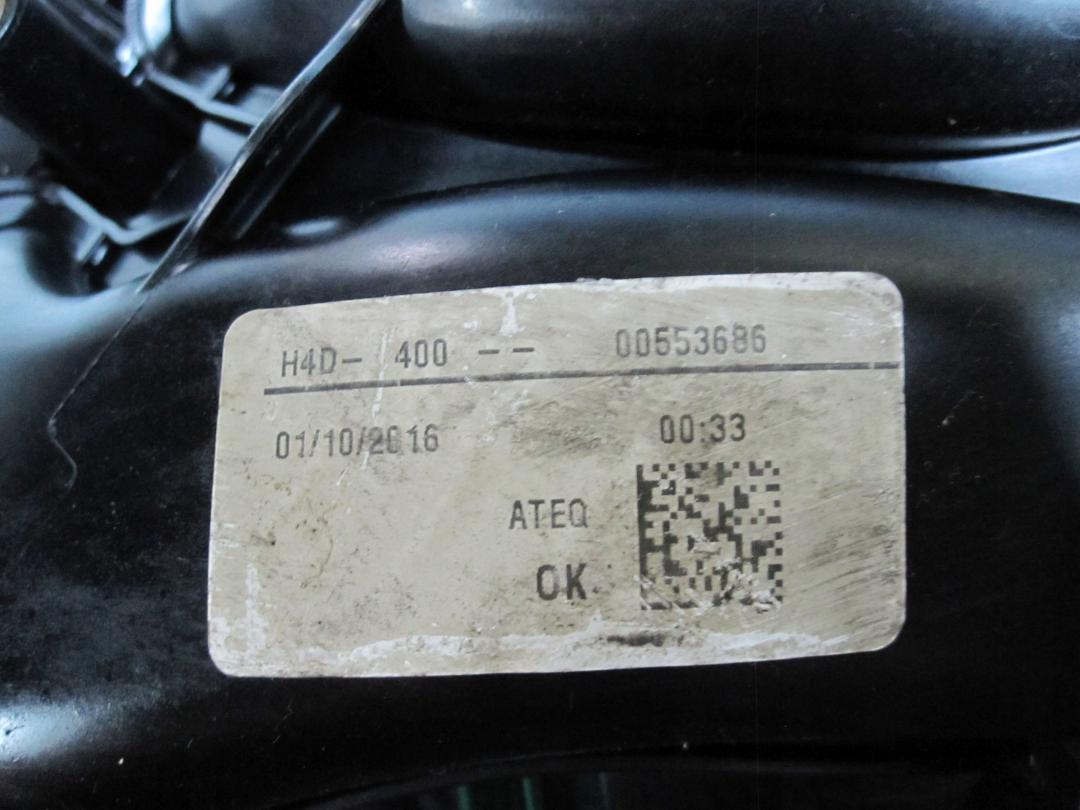 H4D- 400 -- 00553686
01/10/2016 00:33
ATEQ
OK